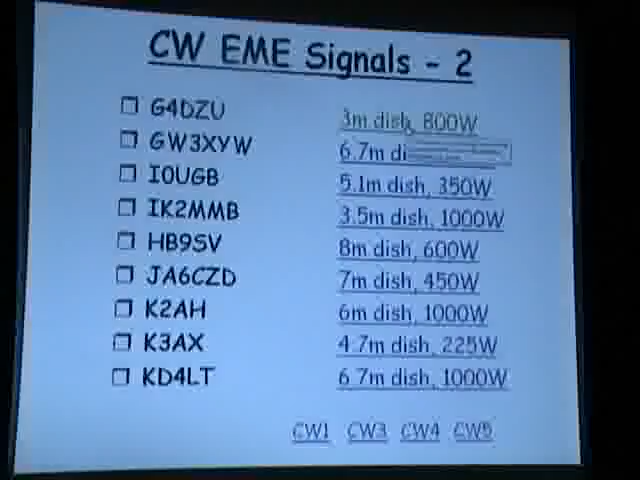 CW EME Signals - 2
G4DZU 3m dish, 800W
GW3XYW 6.7m di
I0UGB 5.1m dish, 350W
IK2MMB 3.5m dish, 1000W
HB9SV 8m dish, 600W
JA6CZD 7m dish, 450W
K2AH 6m dish, 1000W
K3AX 4.7m dish, 225W
KD4LT 6.7m dish, 1000W
CW1 CW3 CW4 CW5